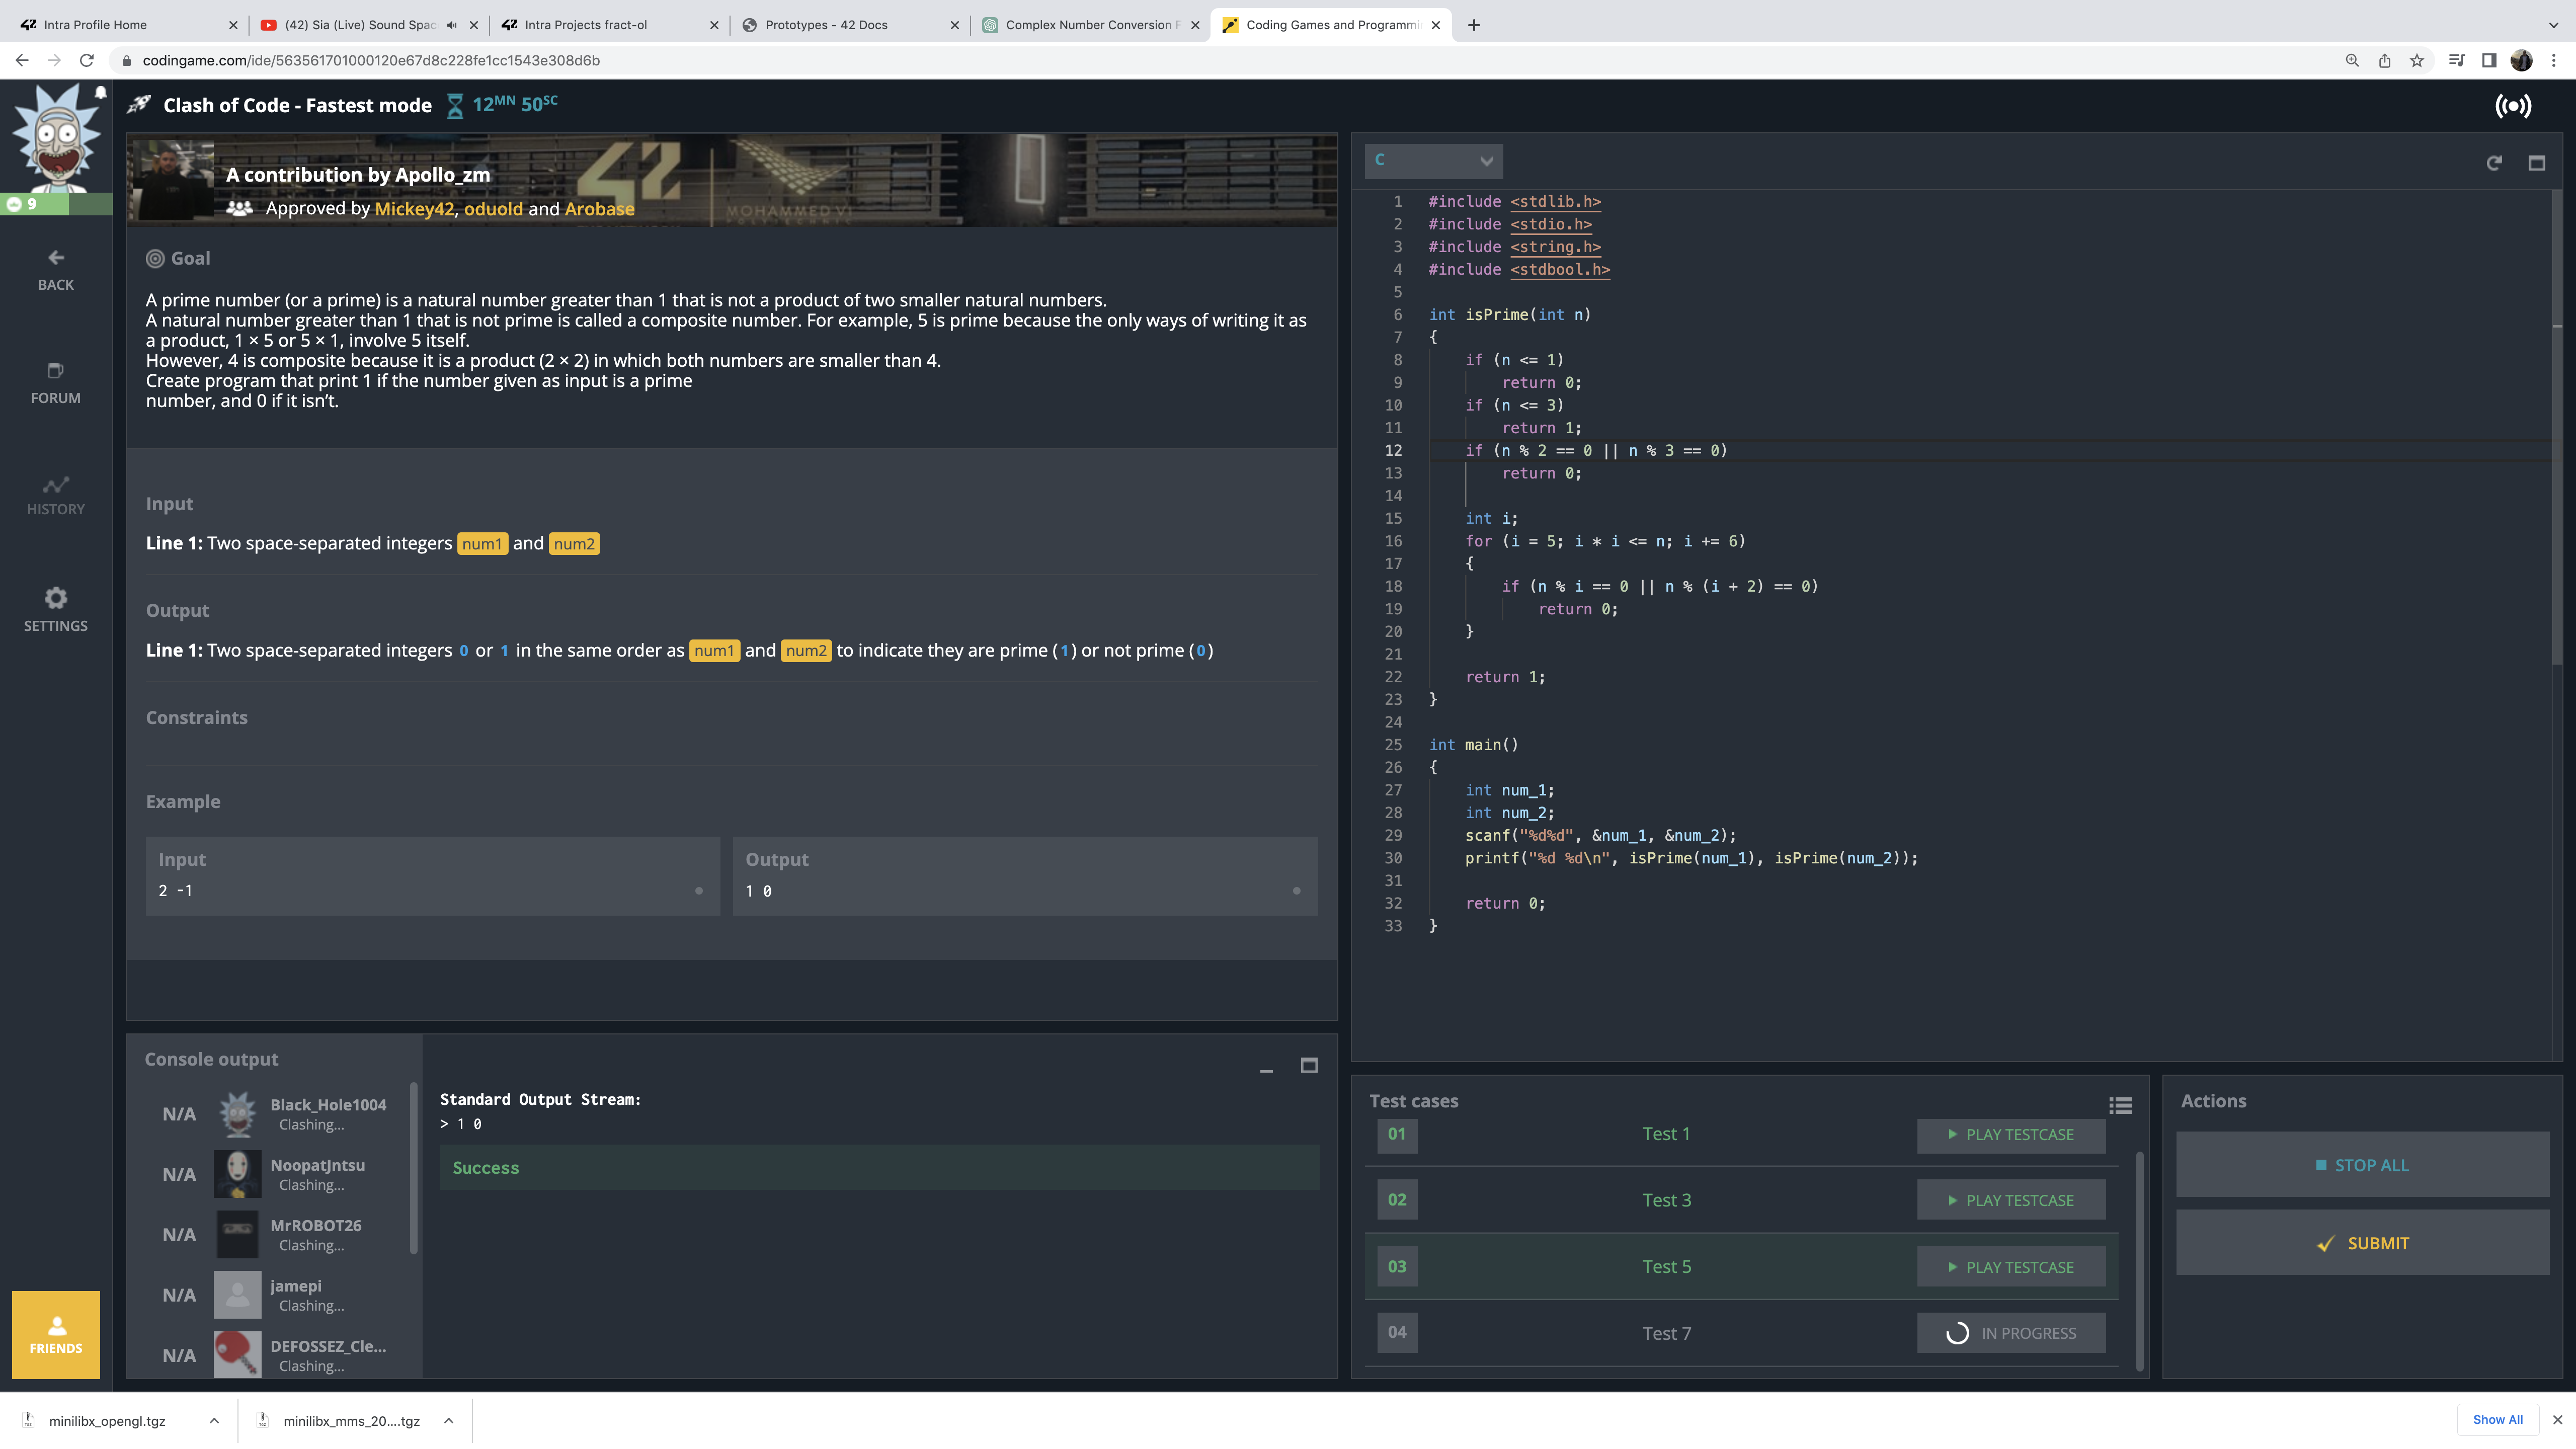 Intra Profile Home
(42) Sia (Live) Sound Spac
Intra Projects fract-ol
Prototypes - 42 Docs
Complex Number Conversion F
Coding Games and Programmi
codingame.com/ide/563561701000120e67d8c228fe1cc1543e308d6b
Clash of Code - Fastest mode 12MN 50SC
9
BACK
FORUM
HISTORY
SETTINGS
FRIENDS
A contribution by Apollo_zm
Approved by Mickey42, oduold and Arobase
42
MOHAMMED VI
Goal
A prime number (or a prime) is a natural number greater than 1 that is not a product of two smaller natural numbers.
A natural number greater than 1 that is not prime is called a composite number. For example, 5 is prime because the only ways of writing it as
a product, 1 × 5 or 5 × 1, involve 5 itself.
However, 4 is composite because it is a product (2 × 2) in which both numbers are smaller than 4.
Create program that print 1 if the number given as input is a prime
number, and 0 if it isn’t.
Input
Line 1: Two space-separated integers num1 and num2
Output
Line 1: Two space-separated integers 0 or 1 in the same order as num1 and num2 to indicate they are prime (1) or not prime (0)
Constraints
Example
Input
2 -1
Output
1 0
Console output
N/A Black_Hole1004
Clashing...
N/A NoopatJntsu
Clashing...
N/A MrROBOT26
Clashing...
N/A jamepi
Clashing...
N/A DEFOSSEZ_Cle...
Clashing...
Standard Output Stream:
> 1 0
Success
C
1 #include <stdlib.h>
2 #include <stdio.h>
3 #include <string.h>
4 #include <stdbool.h>
5
6 int isPrime(int n)
7 {
8 if (n <= 1)
9 return 0;
10 if (n <= 3)
11 return 1;
12 if (n % 2 == 0 || n % 3 == 0)
13 return 0;
14
15 int i;
16 for (i = 5; i * i <= n; i += 6)
17 {
18 if (n % i == 0 || n % (i + 2) == 0)
19 return 0;
20 }
21
22 return 1;
23 }
24
25 int main()
26 {
27 int num_1;
28 int num_2;
29 scanf("%d%d", &num_1, &num_2);
30 printf("%d %d\n", isPrime(num_1), isPrime(num_2));
31
32 return 0;
33 }
Test cases
01 Test 1 PLAY TESTCASE
02 Test 3 PLAY TESTCASE
03 Test 5 PLAY TESTCASE
04 Test 7 IN PROGRESS
Actions
STOP ALL
SUBMIT
minilibx_opengl.tgz
minilibx_mms_20....tgz
Show All